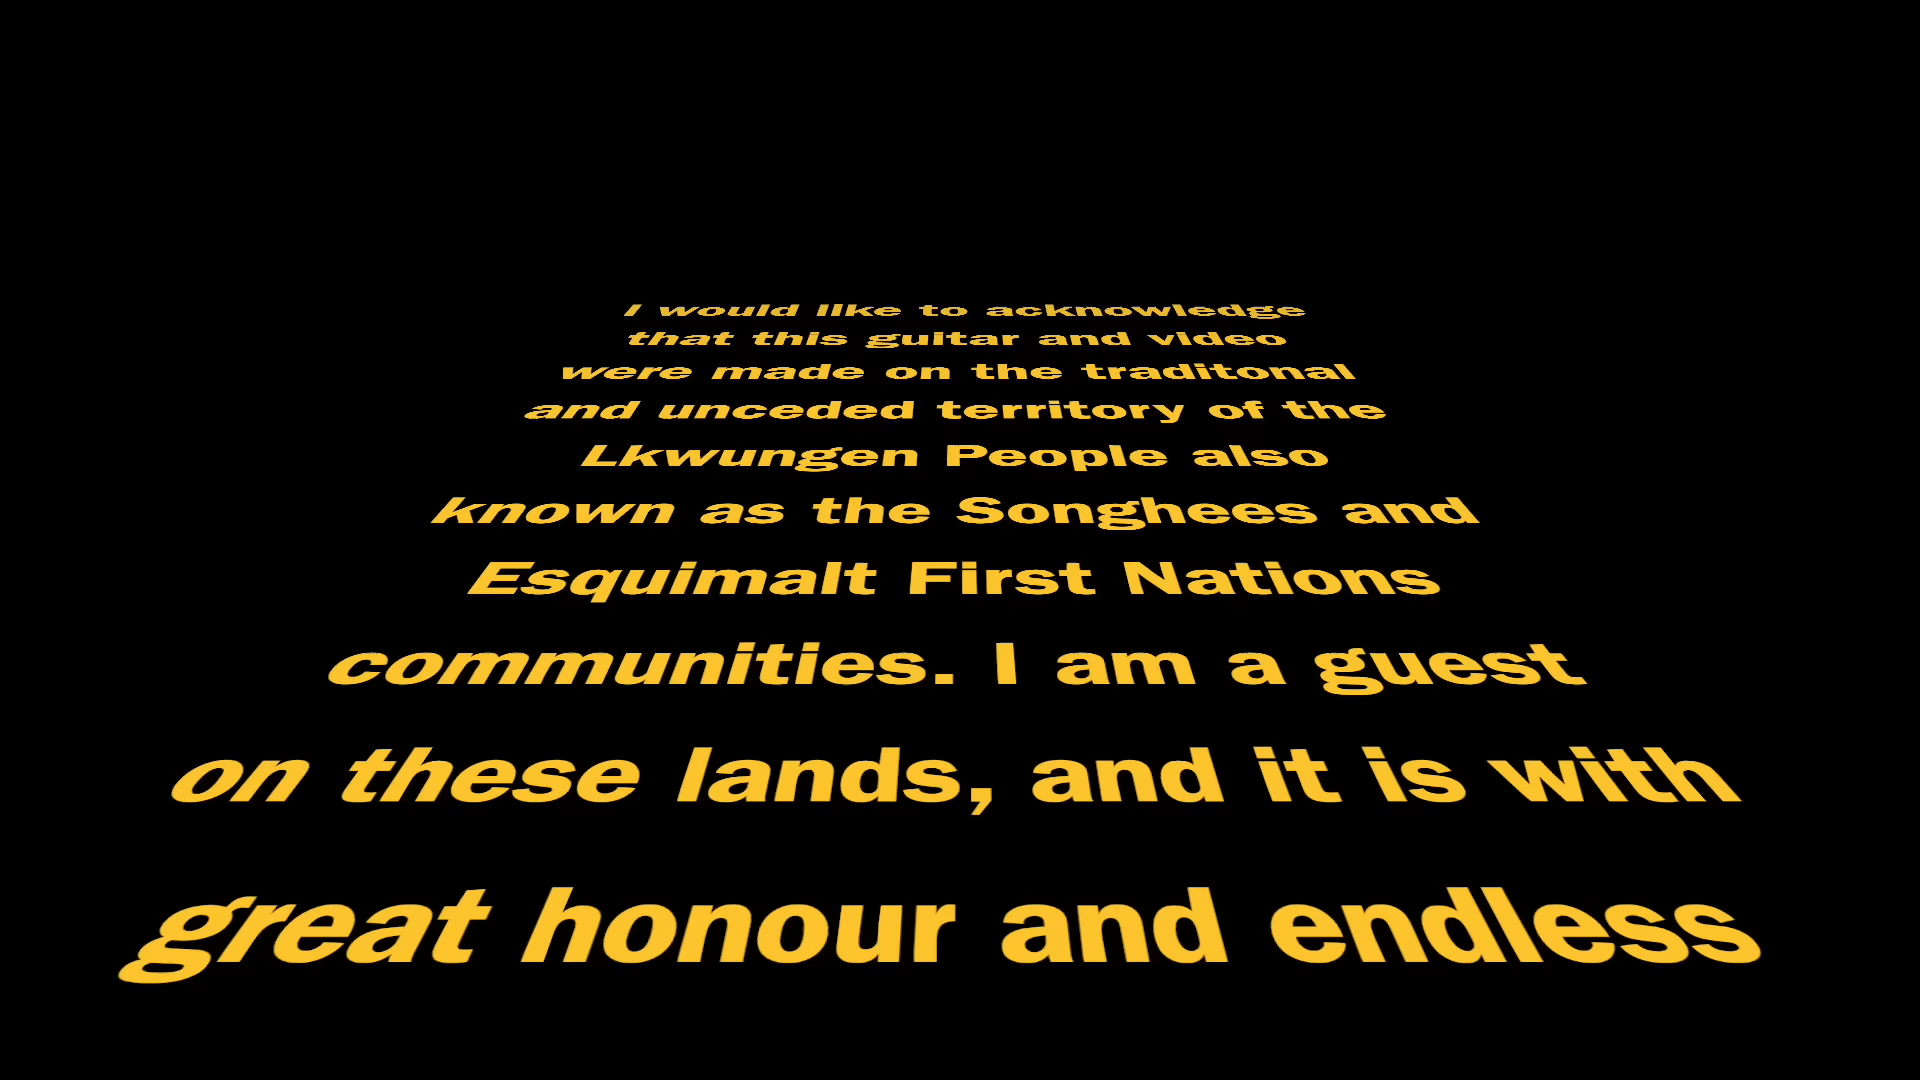 I would like to acknowledge
that this guitar and video
were made on the traditonal
and unceded territory of the
Lkwungen People also
known as the Songhees and
Esquimalt First Nations
communities. I am a guest
on these lands, and it is with
great honour and endless